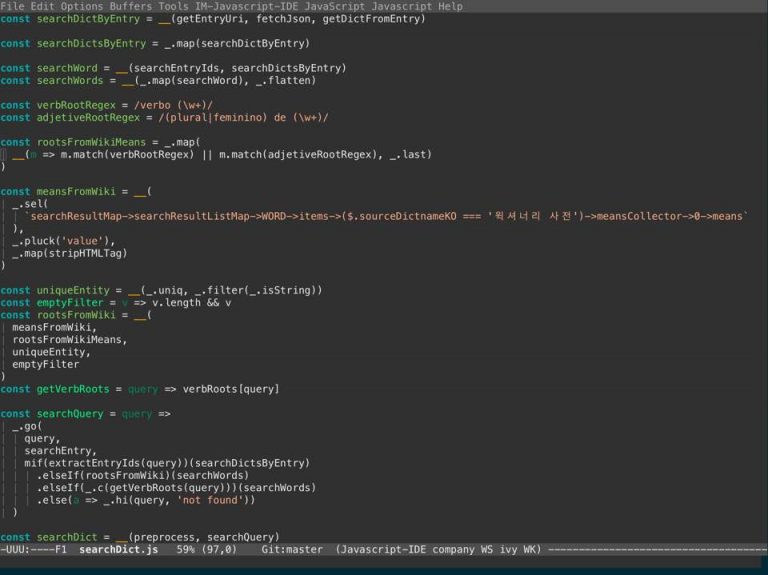 File Edit Options Buffers Tools IM-Javascript-IDE JavaScript Javascript Help
const searchDictByEntry = __(getEntryUri, fetchJson, getDictFromEntry)
const searchDictsByEntry = _.map(searchDictByEntry)
const searchWord = __(searchEntryIds, searchDictsByEntry)
const searchWords = __(_.map(searchWord), _.flatten)
const verbRootRegex = /verbo (\w+)/
const adjetiveRootRegex = /(plural|feminino) de (\w+)/
const rootsFromWikiMeans = _.map(
__(m => m.match(verbRootRegex) || m.match(adjetiveRootRegex), _.last)
)
const meansFromWiki = __(
_.sel(
`searchResultMap->searchResultListMap->WORD->items->($.sourceDictnameKO === '윅셔너리 사전')->meansCollector->0->means`
),
_.pluck('value'),
_.map(stripHTMLTag)
)
const uniqueEntity = __(_.uniq, _.filter(_.isString))
const emptyFilter = v => v.length && v
const rootsFromWiki = __(
meansFromWiki,
rootsFromWikiMeans,
uniqueEntity,
emptyFilter
)
const getVerbRoots = query => verbRoots[query]
const searchQuery = query =>
_.go(
query,
searchEntry,
mif(extractEntryIds(query))(searchDictsByEntry)
.elseIf(rootsFromWiki)(searchWords)
.elseIf(_.c(getVerbRoots(query)))(searchWords)
.else(a => _.hi(query, 'not found'))
)
const searchDict = __(preprocess, searchQuery)
-UUU:----F1 searchDict.js 59% (97,0) Git:master (Javascript-IDE company WS ivy WK) ------------------------------------